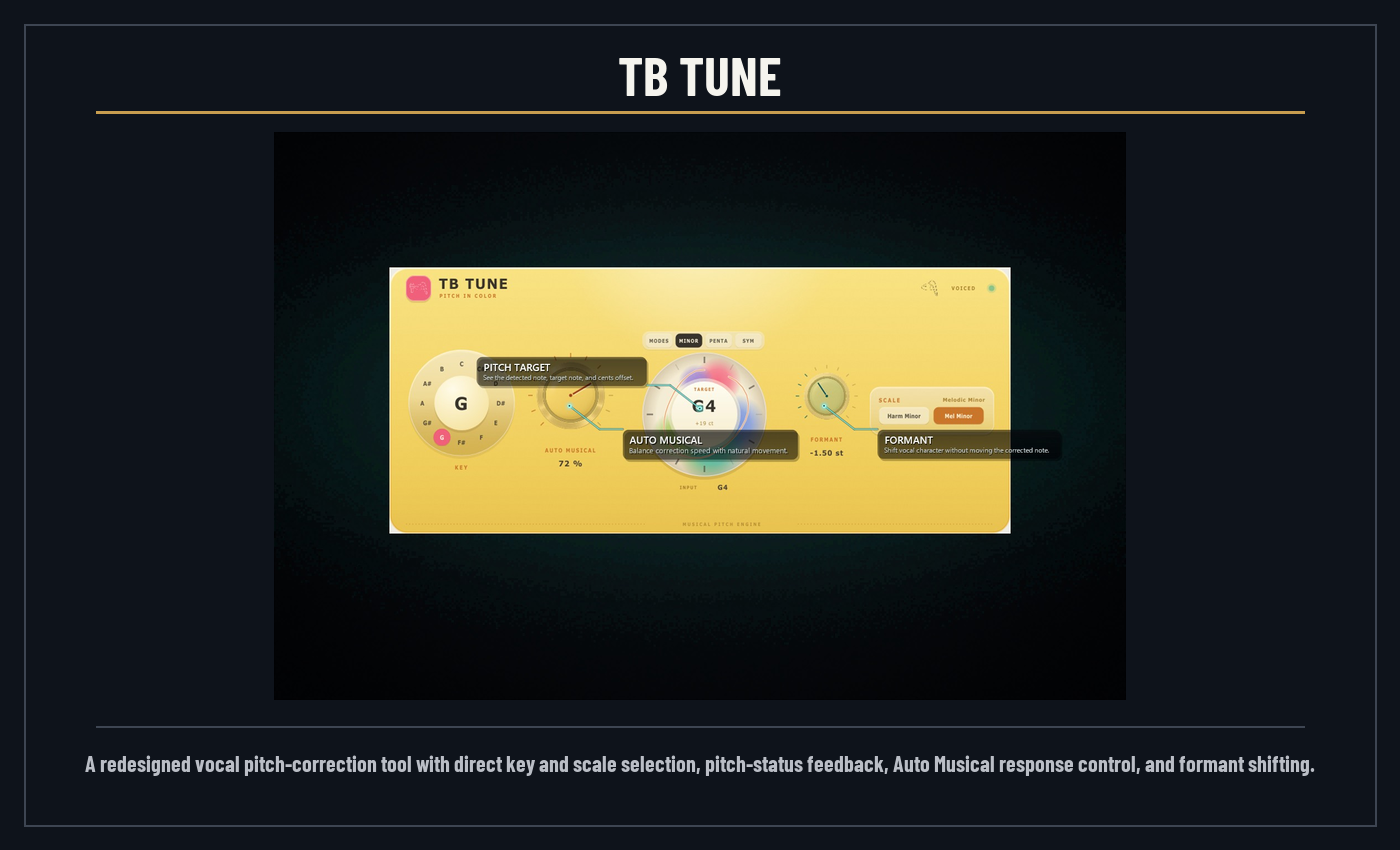 TB TUNE
TB TUNE
PITCH IN COLOR
VOICED
MODES MINOR PENTA SYM
C
B
A#
A
G#
G
F#
F
E
D#
G
KEY
PITCH TARGET
See the detected note, target note, and cents offset.
AUTO MUSICAL
72 %
TARGET
G4
+19 ct
AUTO MUSICAL
Balance correction speed with natural movement.
INPUT G4
FORMANT
-1.50 st
SCALE Melodic Minor
Harm Minor Mel Minor
FORMANT
Shift vocal character without moving the corrected note.
MUSICAL PITCH ENGINE
A redesigned vocal pitch-correction tool with direct key and scale selection, pitch-status feedback, Auto Musical response control, and formant shifting.